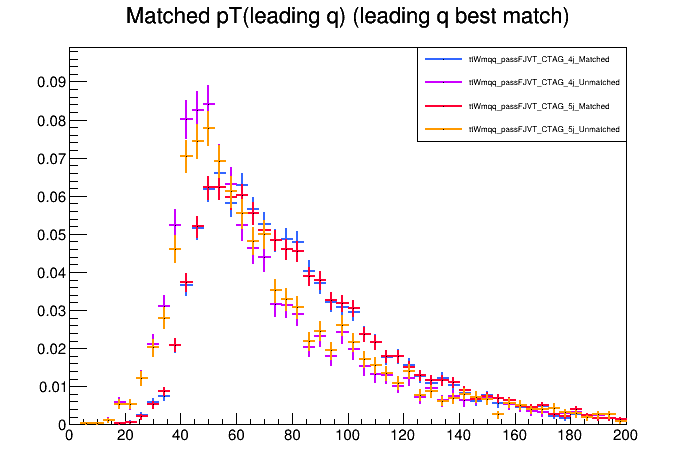 Matched pT(leading q) (leading q best match)
ttWmqq_passFJVT_CTAG_4j_Matched
ttWmqq_passFJVT_CTAG_4j_Unmatched
ttWmqq_passFJVT_CTAG_5j_Matched
ttWmqq_passFJVT_CTAG_5j_Unmatched
0.09
0.08
0.07
0.06
0.05
0.04
0.03
0.02
0.01
0
0 20 40 60 80 100 120 140 160 180 200